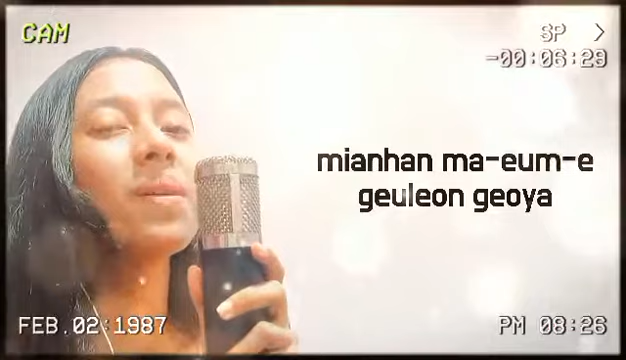 CAM
SP
-00:06:29
mianhan ma-eum-e
geuleon geoya
FEB.02:1987
PM 08:26